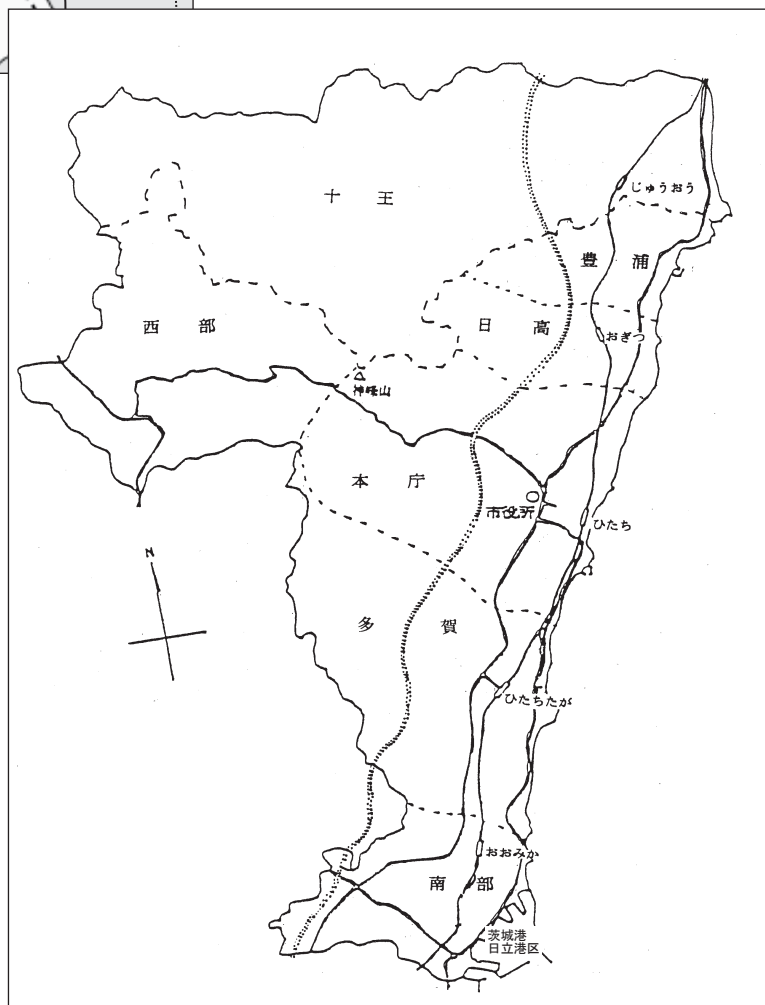 じゅうおう
十王
豊浦
日高
西部
おぎつ
神峰山
本庁
市役所
ひたち
N
多賀
ひたちたが
おおみか
南部
茨城港
日立港区